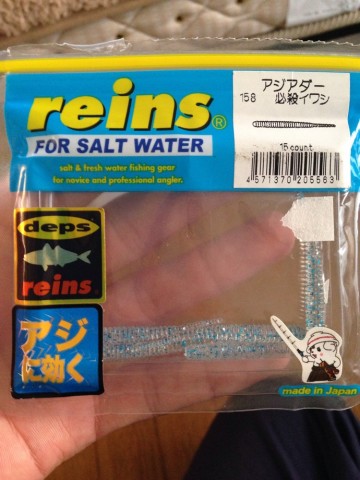 reins®
FOR SALT WATER
salt & fresh water fishing gear
for novice and professional angler.
アジアダー
158 必殺イワシ
15 count
4571370205563
deps
reins
アジ
に効く
made in Japan